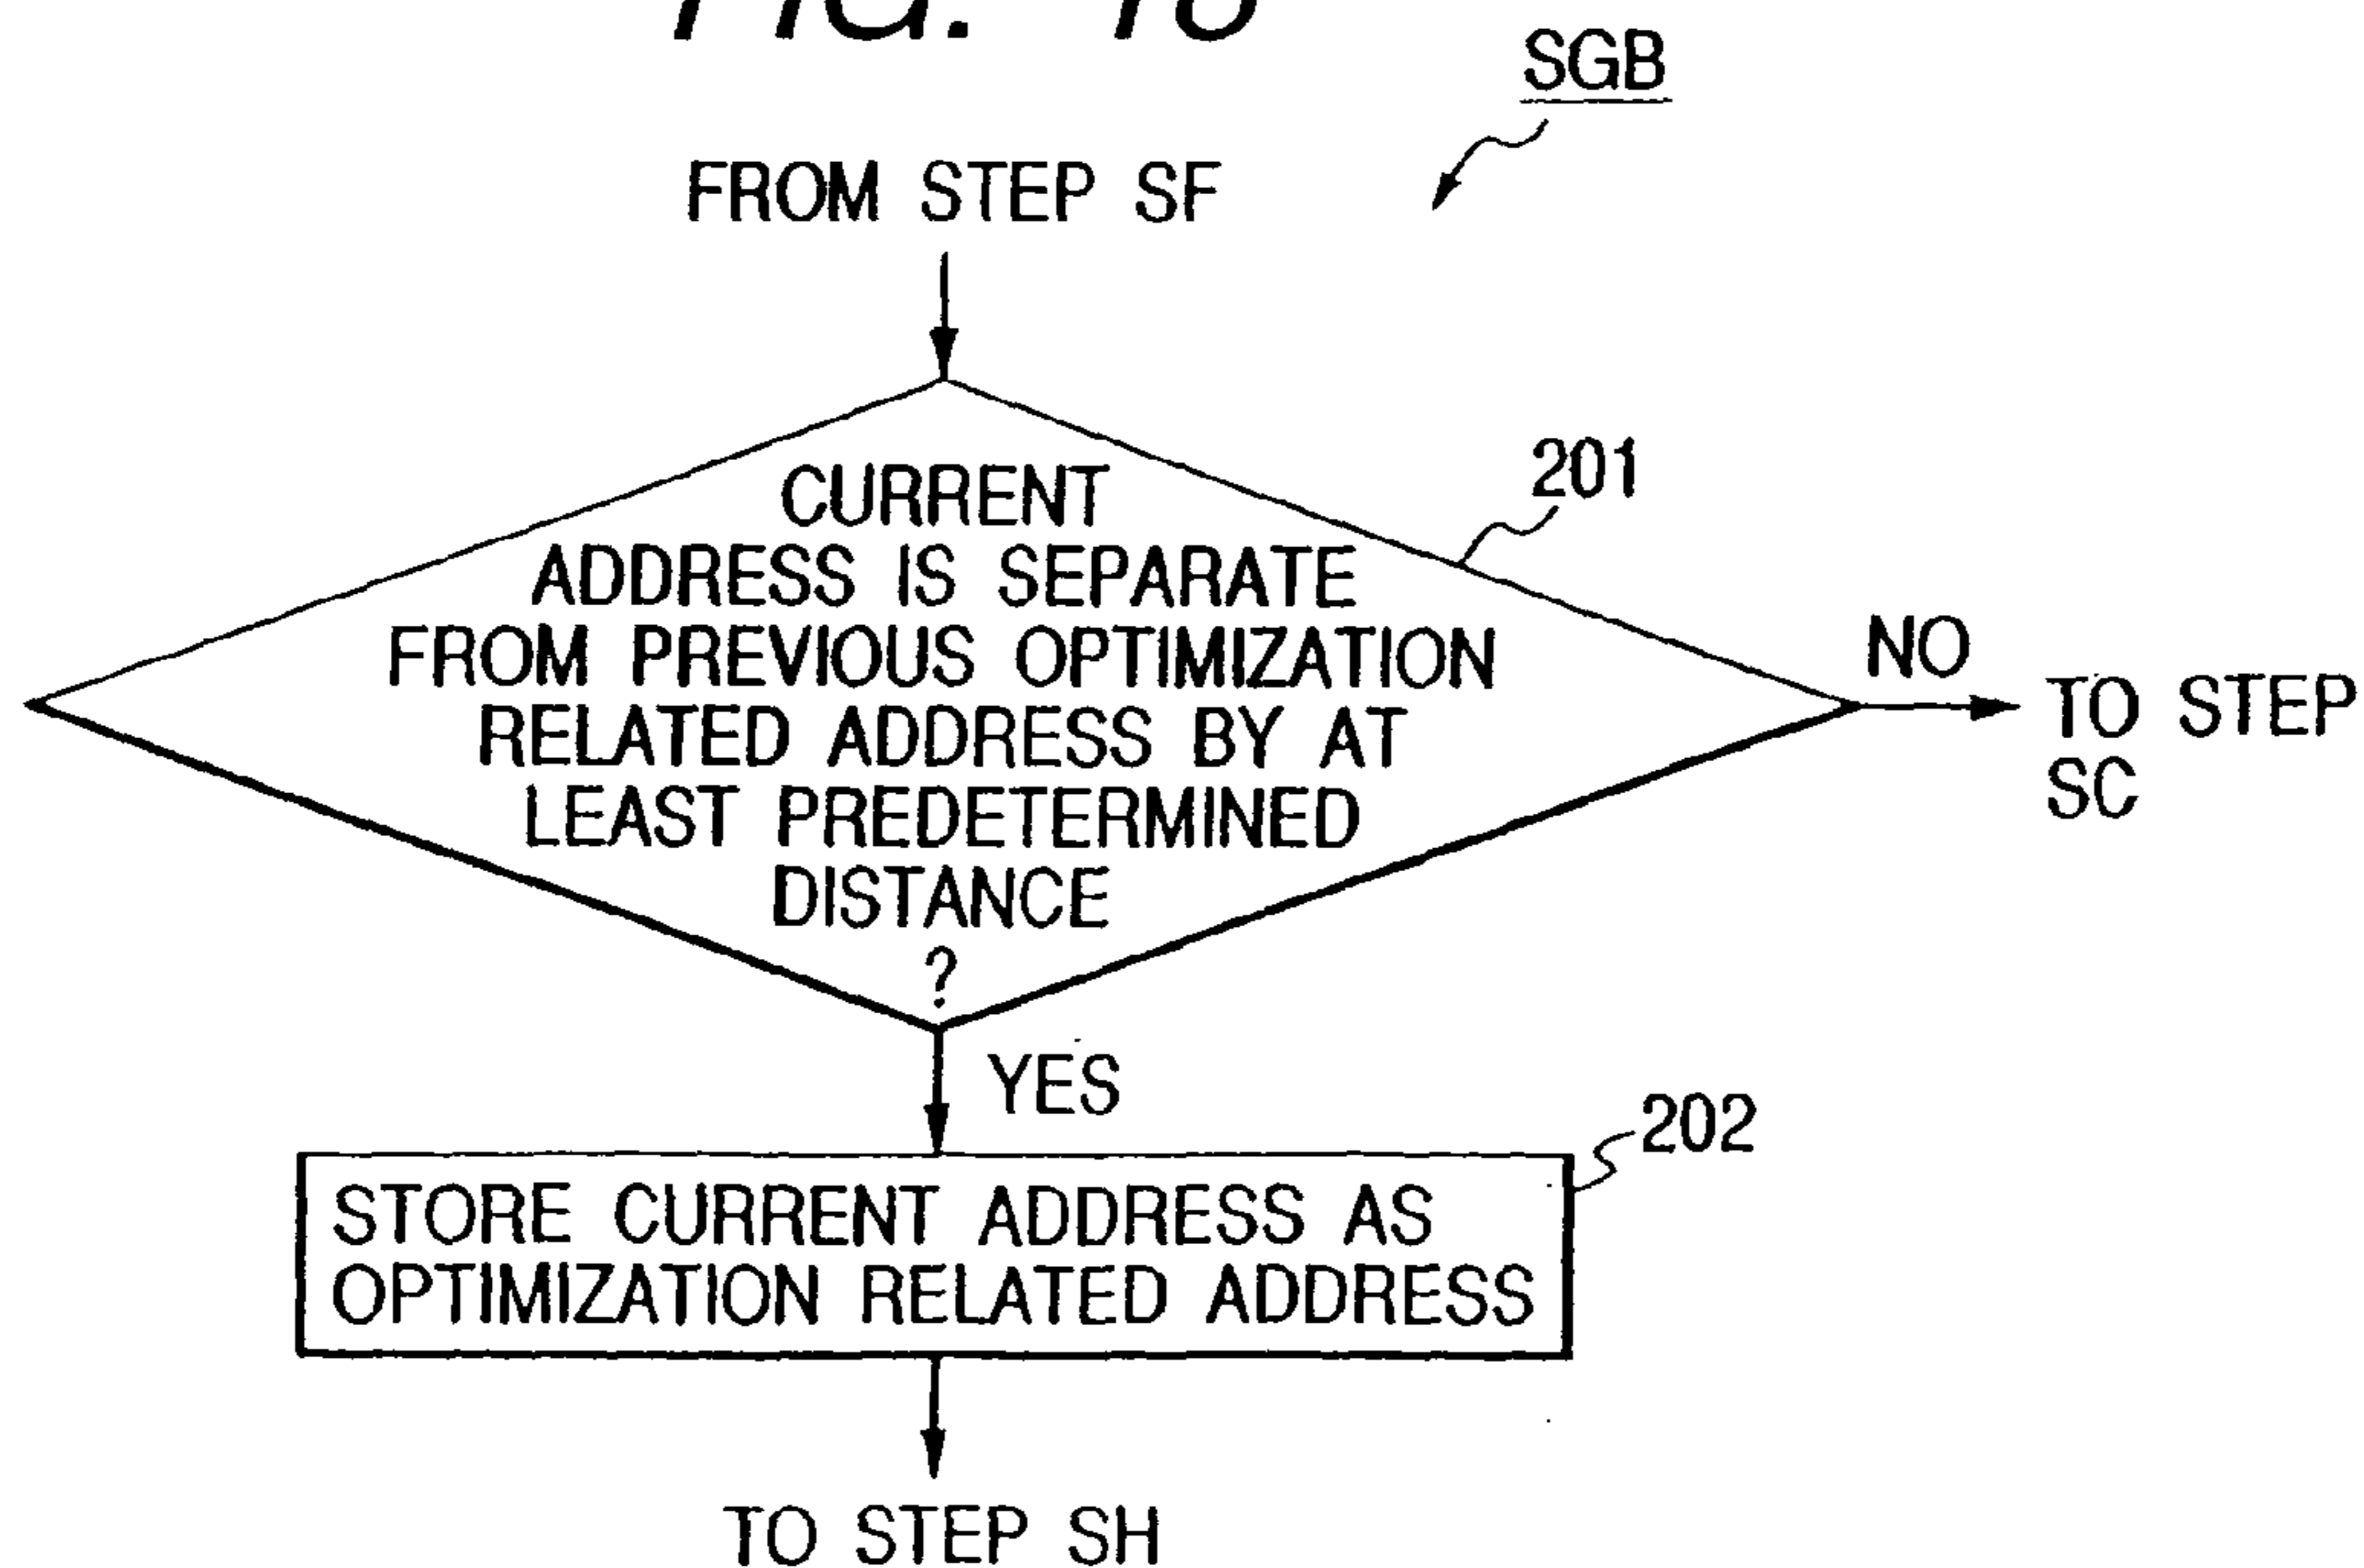 FIG.
SGB
FROM STEP SF
201
CURRENT
ADDRESS IS SEPARATE
FROM PREVIOUS OPTIMIZATION
RELATED ADDRESS BY AT
LEAST PREDETERMINED
DISTANCE
?
NO
TO STEP
SC
YES
202
STORE CURRENT ADDRESS AS
OPTIMIZATION RELATED ADDRESS
TO STEP SH